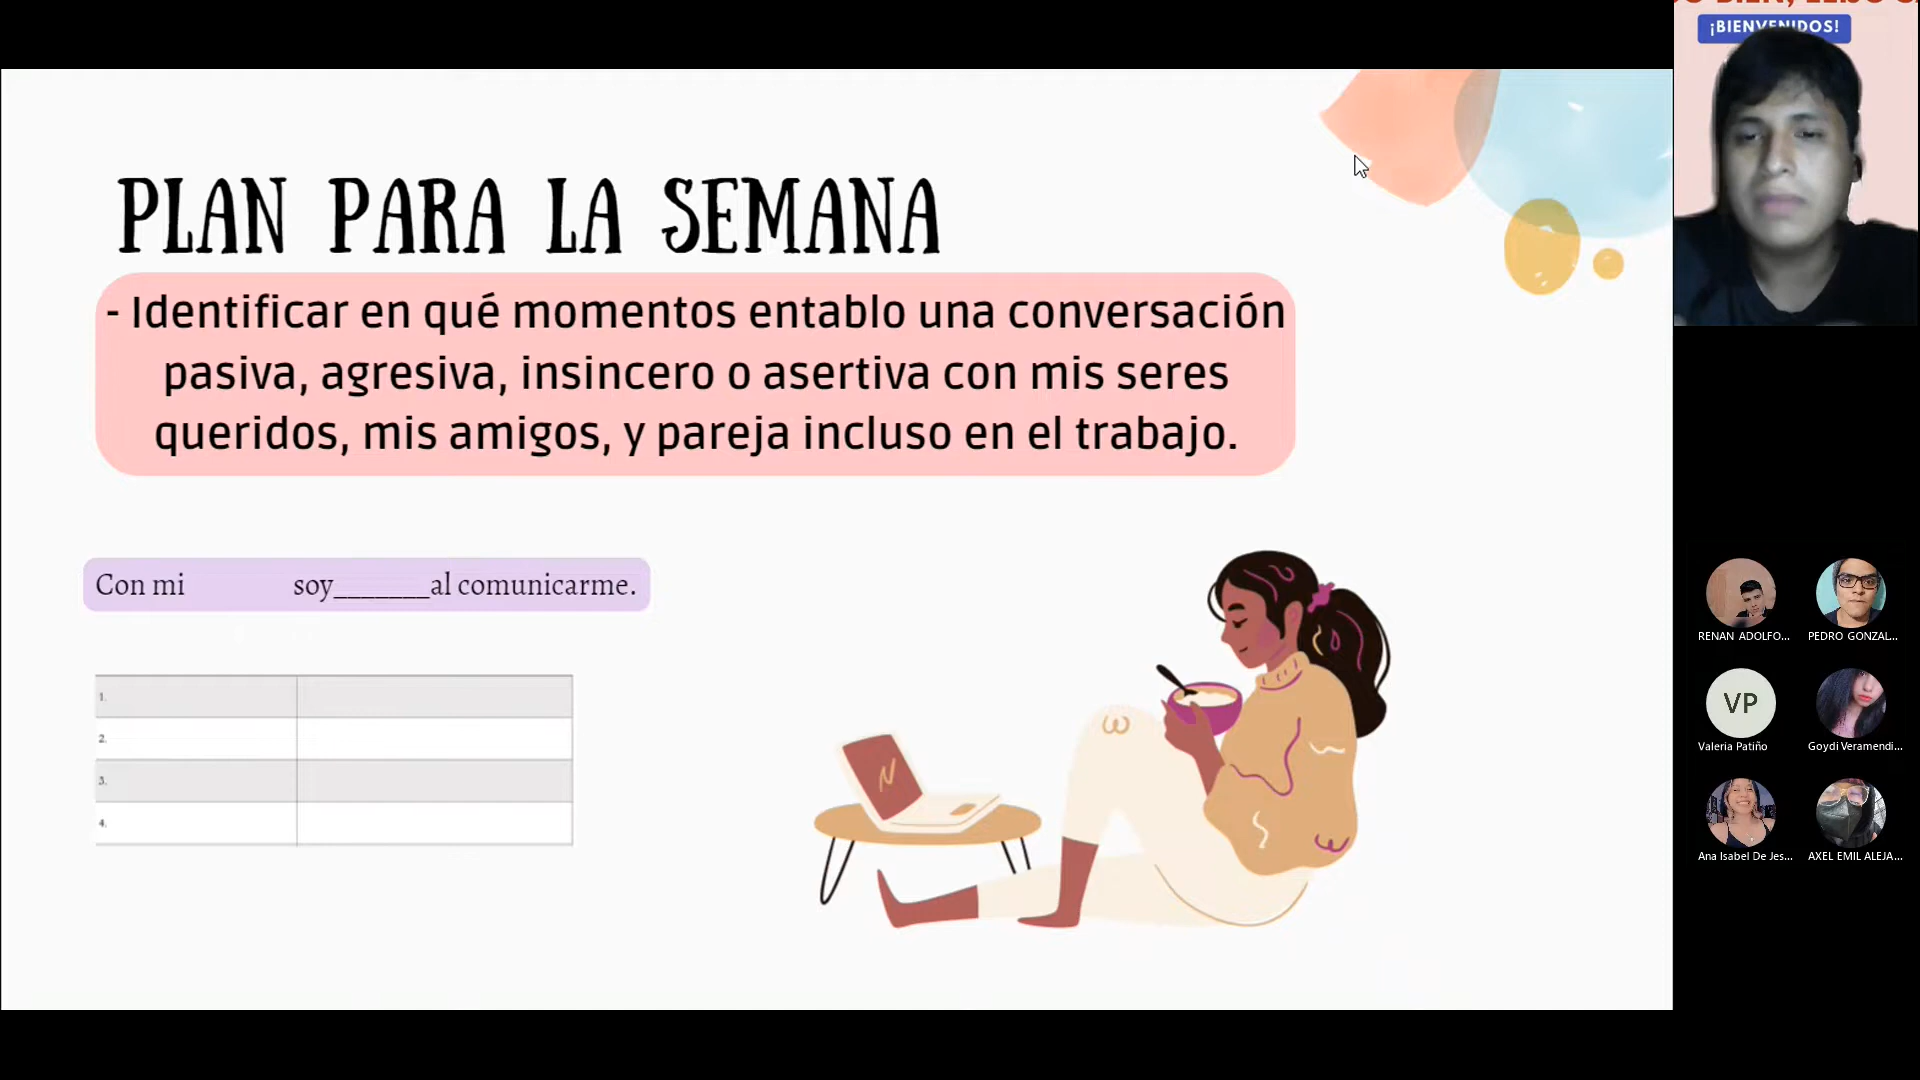 ¡BIENVENIDOS!
PLAN PARA LA SEMANA
- Identificar en qué momentos entablo una conversación
pasiva, agresiva, insincero o asertiva con mis seres
queridos, mis amigos, y pareja incluso en el trabajo.
Con mi soy_______al comunicarme.
1.
2.
3.
4.
N
RENAN ADOLFO...
PEDRO GONZAL...
VP
Valeria Patiño
Goydi Veramendi...
Ana Isabel De Jes...
AXEL EMIL ALEJA...